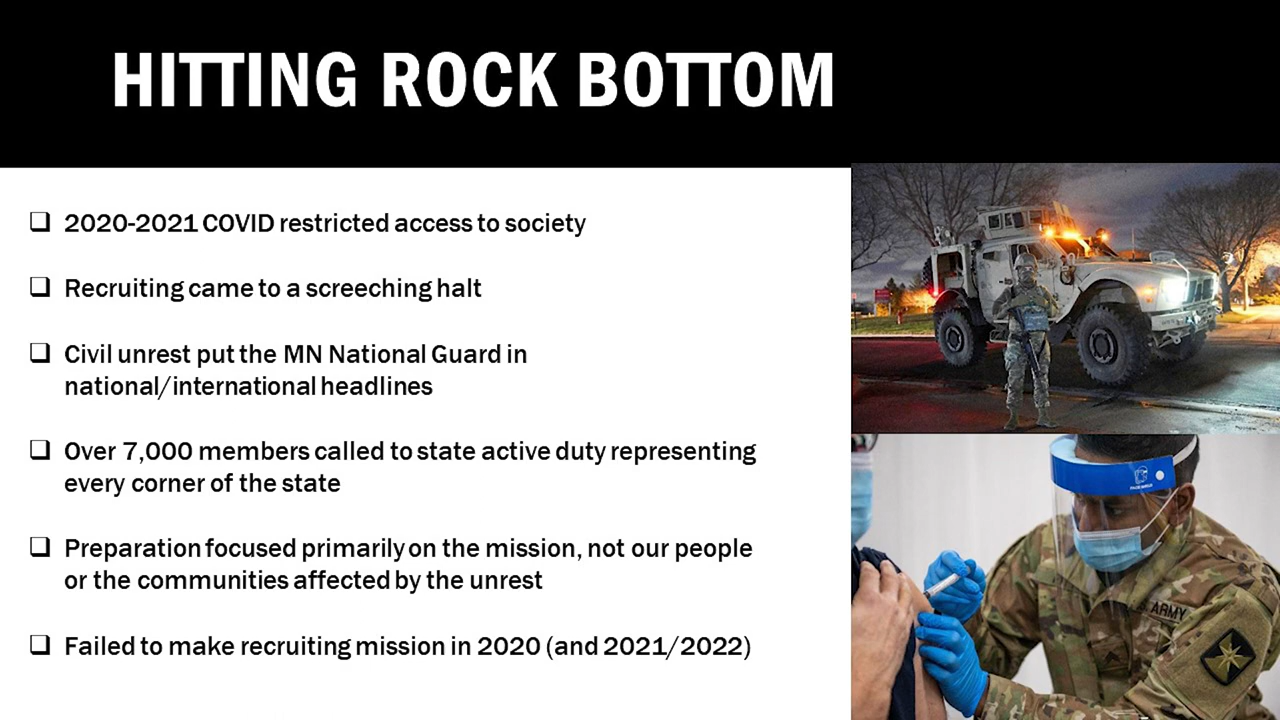 HITTING ROCK BOTTOM
2020-2021 COVID restricted access to society
Recruiting came to a screeching halt
Civil unrest put the MN National Guard in
national/international headlines
Over 7,000 members called to state active duty representing
every corner of the state
Preparation focused primarily on the mission, not our people
or the communities affected by the unrest
Failed to make recruiting mission in 2020 (and 2021/2022)
ARMY